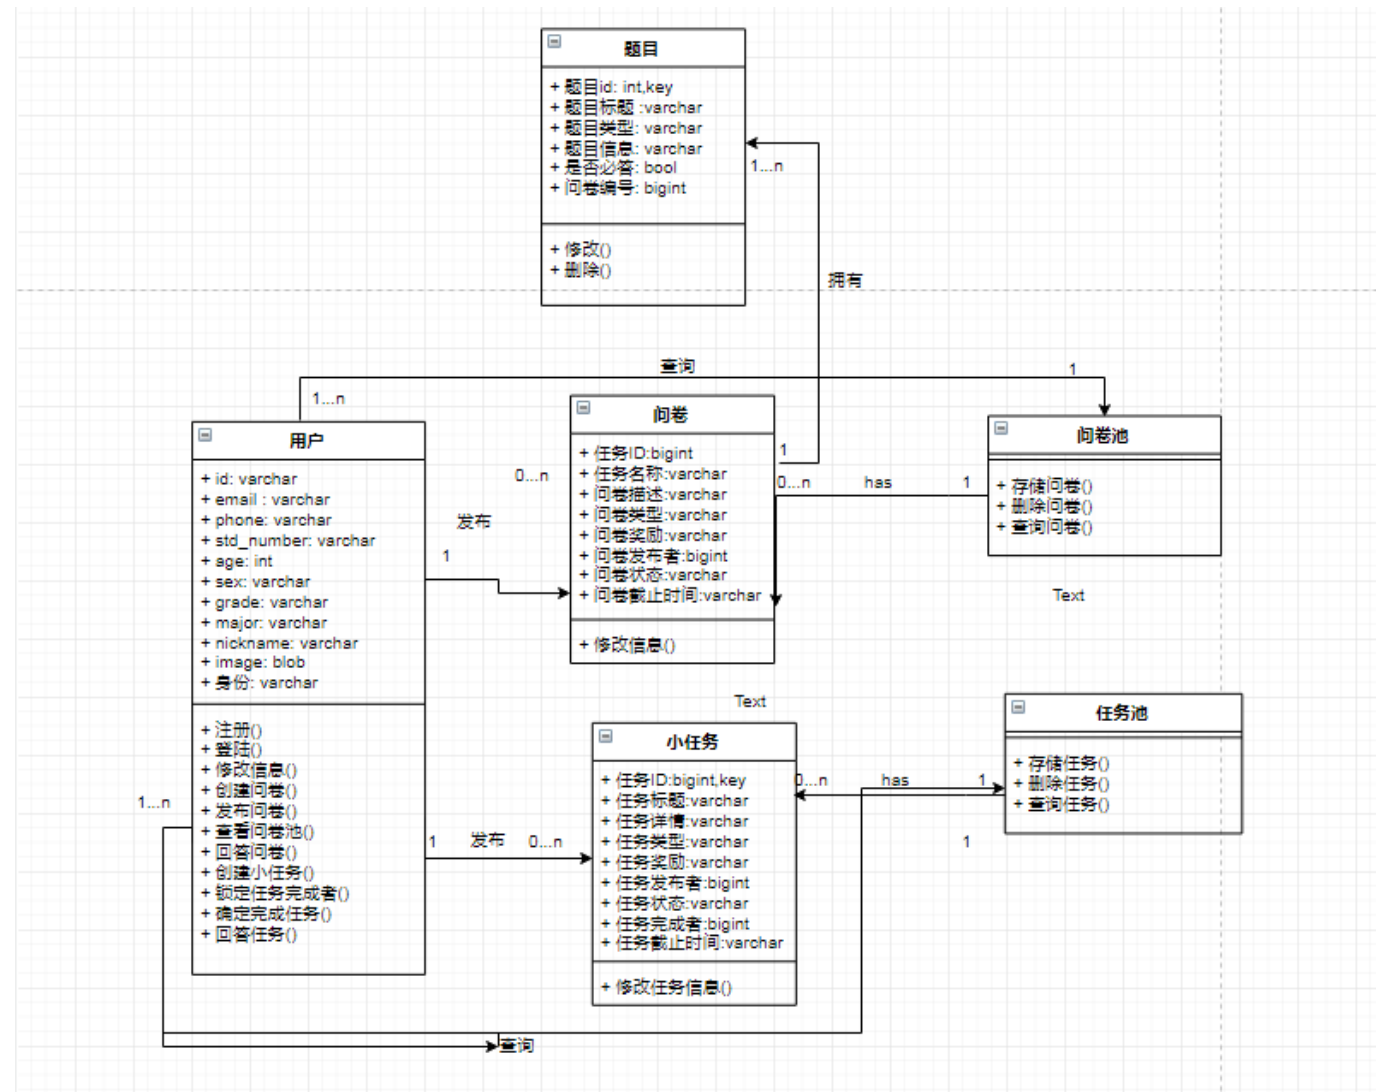 题目
+ 题目id: int,key
+ 题目标题 :varchar
+ 题目类型: varchar
+ 题目信息: varchar
+ 是否必答: bool
+ 问卷编号: bigint
+ 修改()
+ 删除()
1...n
拥有
查询
1
1...n
用户
+ id: varchar
+ email : varchar
+ phone: varchar
+ std_number: varchar
+ age: int
+ sex: varchar
+ grade: varchar
+ major: varchar
+ nickname: varchar
+ image: blob
+ 身份: varchar
+ 注册()
+ 登陆()
+ 修改信息()
+ 创建问卷()
+ 发布问卷()
+ 查看问卷池()
+ 回答问卷()
+ 创建小任务()
+ 锁定任务完成者()
+ 确定完成任务()
+ 回答任务()
0...n
发布
1
问卷
+ 任务ID:bigint
+ 任务名称:varchar
+ 问卷描述:varchar
+ 问卷类型:varchar
+ 问卷奖励:varchar
+ 问卷发布者:bigint
+ 问卷状态:varchar
+ 问卷截止时间:varchar
+ 修改信息()
1
0...n
has
1
问卷池
+ 存储问卷()
+ 删除问卷()
+ 查询问卷()
Text
Text
小任务
+ 任务ID:bigint,key
+ 任务标题:varchar
+ 任务详情:varchar
+ 任务类型:varchar
+ 任务奖励:varchar
+ 任务发布者:bigint
+ 任务状态:varchar
+ 任务完成者:bigint
+ 任务截止时间:varchar
+ 修改任务信息()
0...n
has
1
任务池
+ 存储任务()
+ 删除任务()
+ 查询任务()
1...n
1
发布
0...n
1
查询